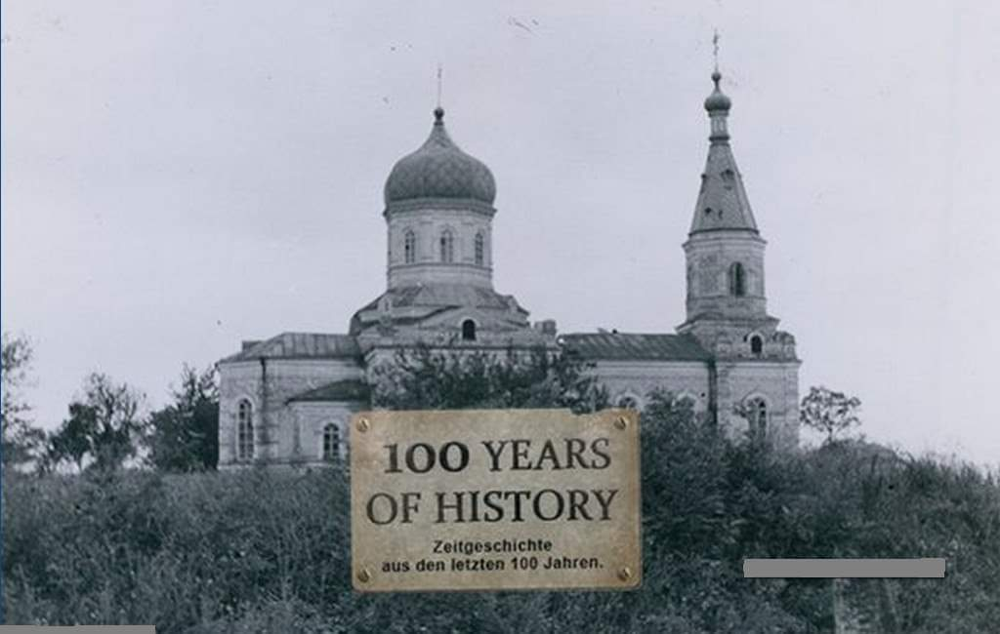 100 YEARS
OF HISTORY
Zeitgeschichte
aus den letzten 100 Jahren.